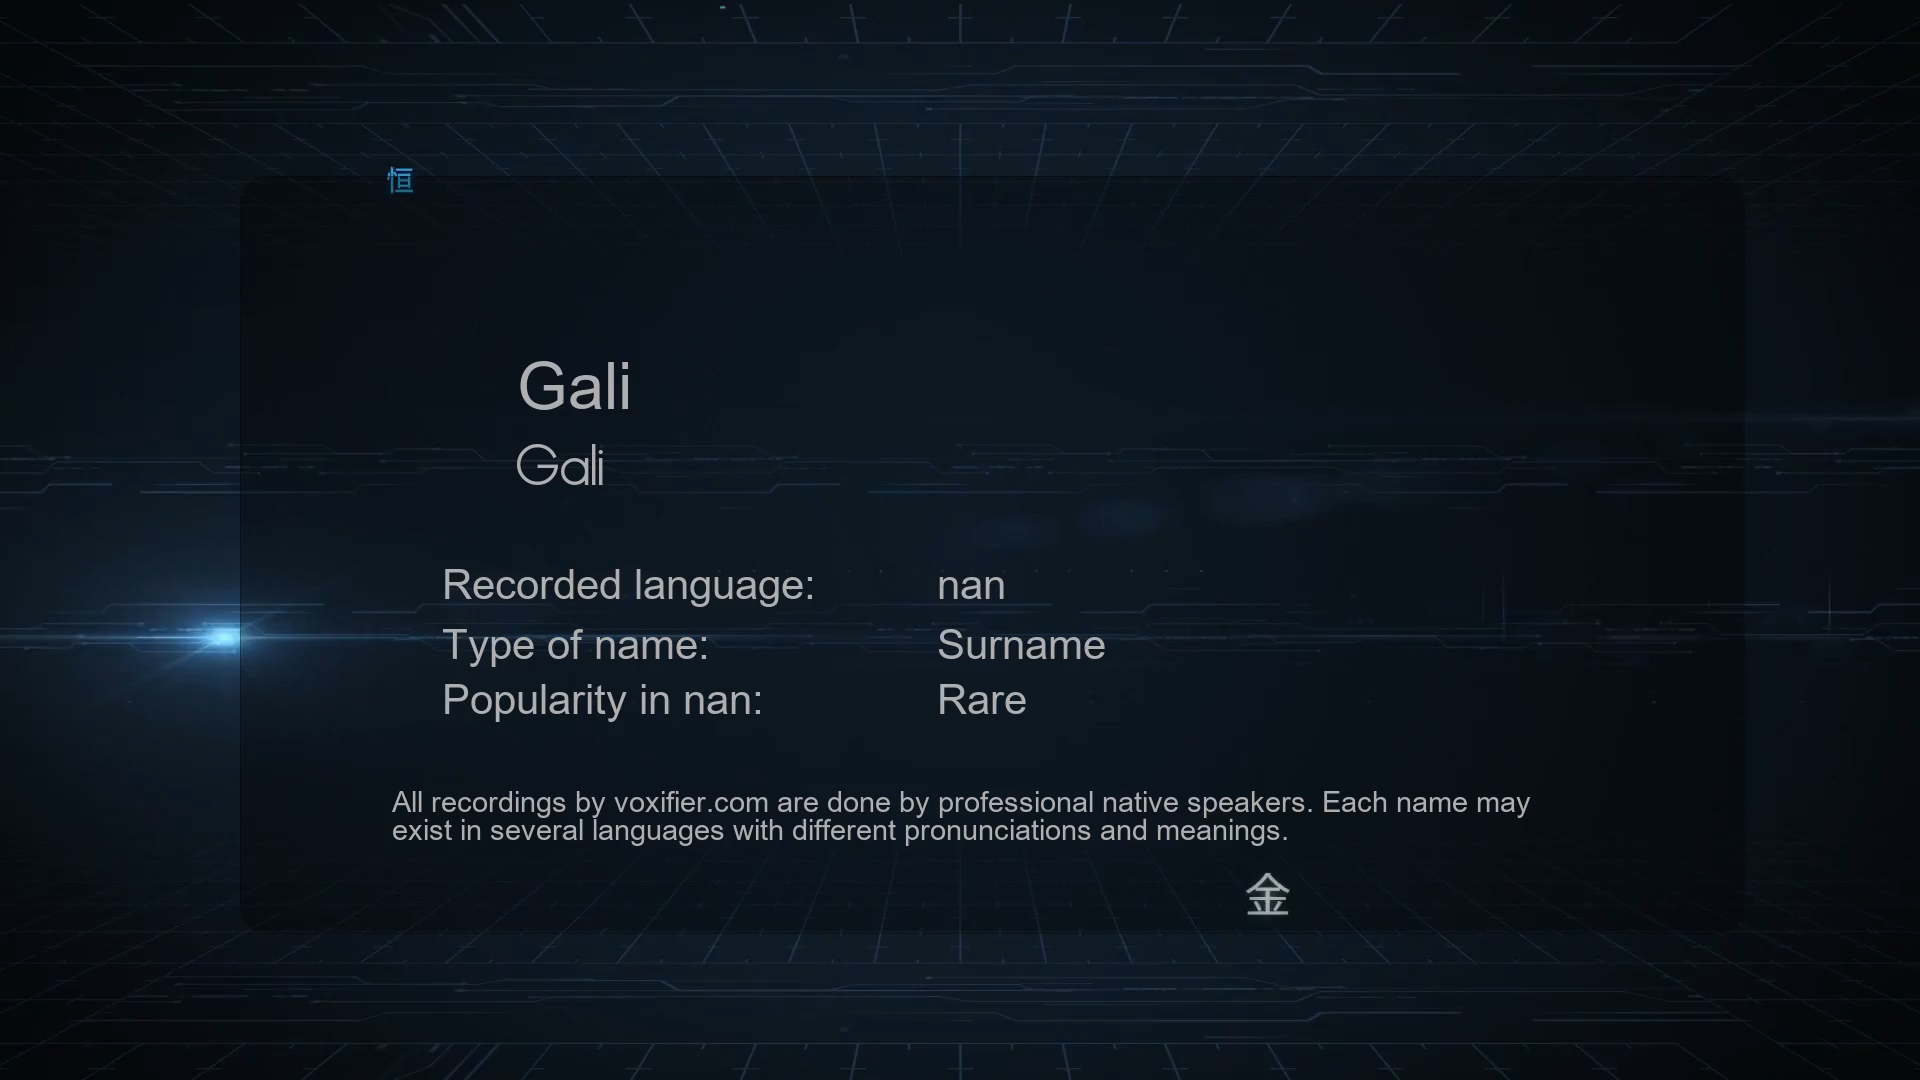 恒
Gali
Gali
Recorded language: nan
Type of name: Surname
Popularity in nan: Rare
All recordings by voxifier.com are done by professional native speakers. Each name may
exist in several languages with different pronunciations and meanings.
金